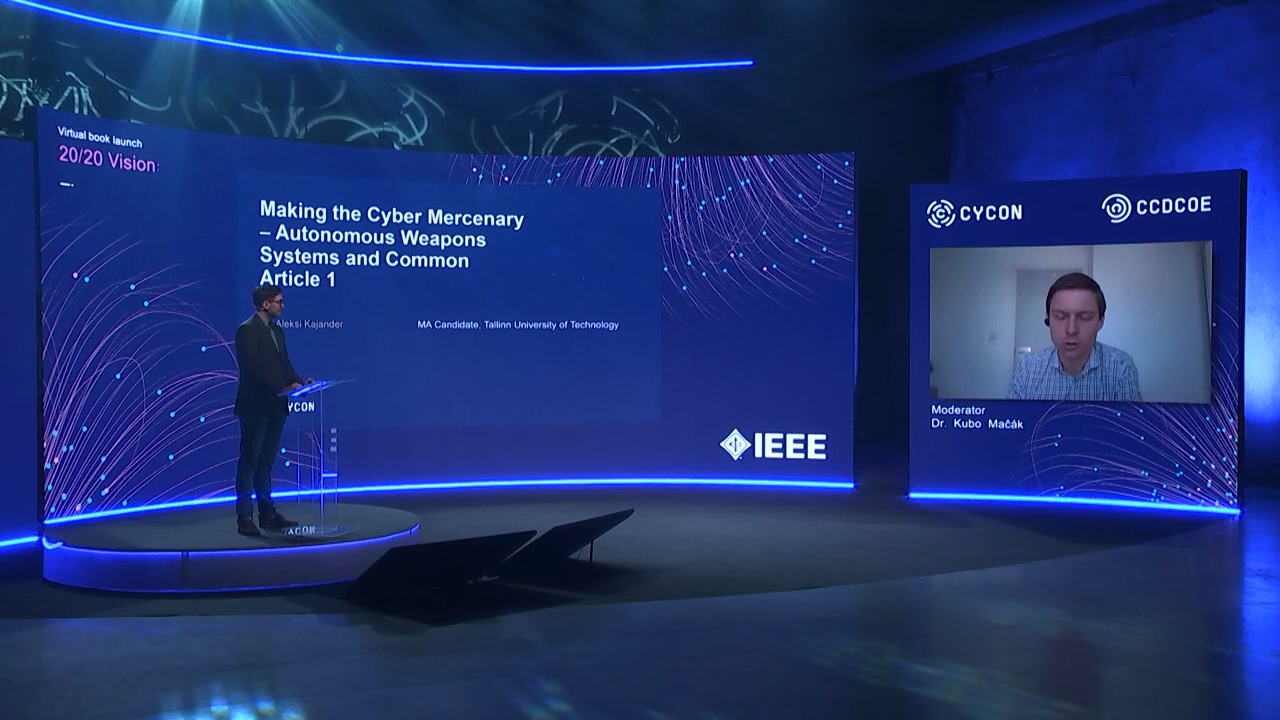 Virtual book launch
20/20 Vision
Making the Cyber Mercenary
– Autonomous Weapons
Systems and Common
Article 1
Aleksi Kajander
MA Candidate, Tallinn University of Technology
YCON
IEEE
CYCON
CCDCOE
Moderator
Dr. Kubo Mačák